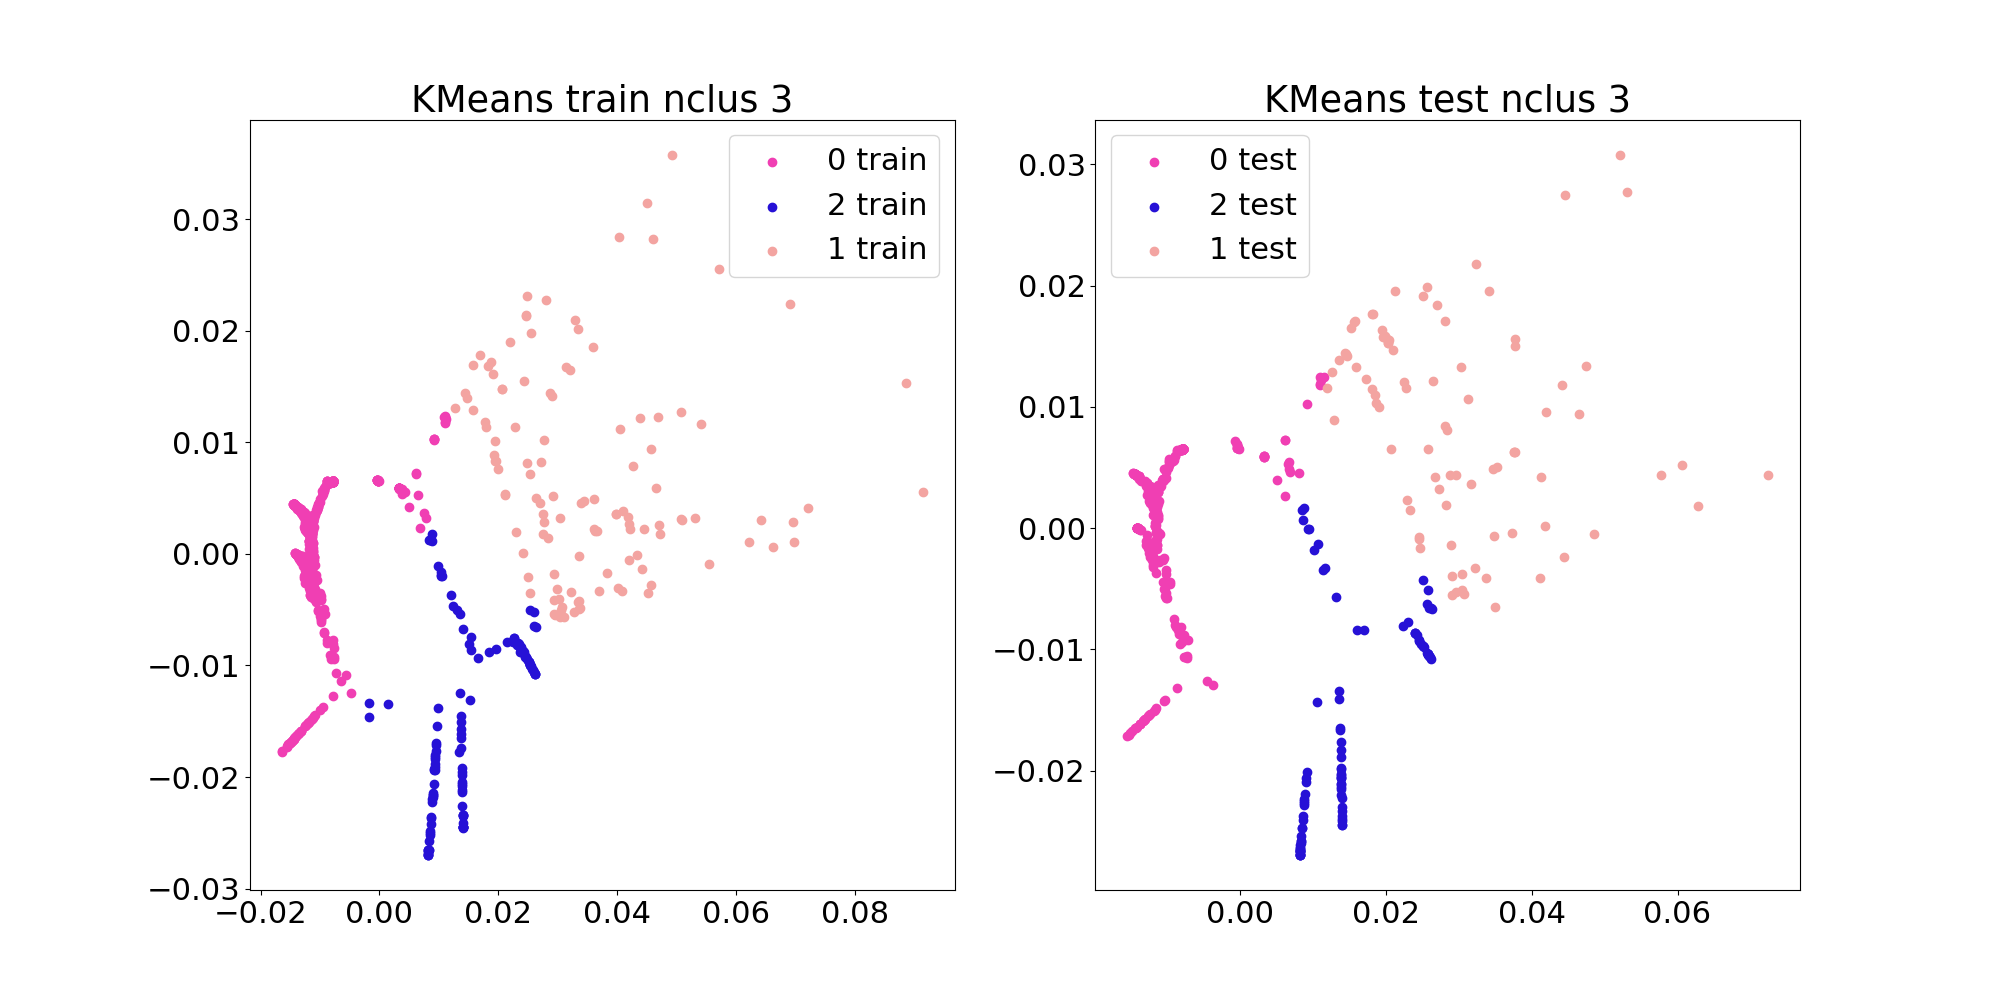 KMeans train nclus 3
0 train
2 train
1 train
0.03
0.02
0.01
0.00
−0.01
−0.02
−0.03
−0.02 0.00 0.02 0.04 0.06 0.08
KMeans test nclus 3
0 test
2 test
1 test
0.03
0.02
0.01
0.00
−0.01
−0.02
0.00 0.02 0.04 0.06